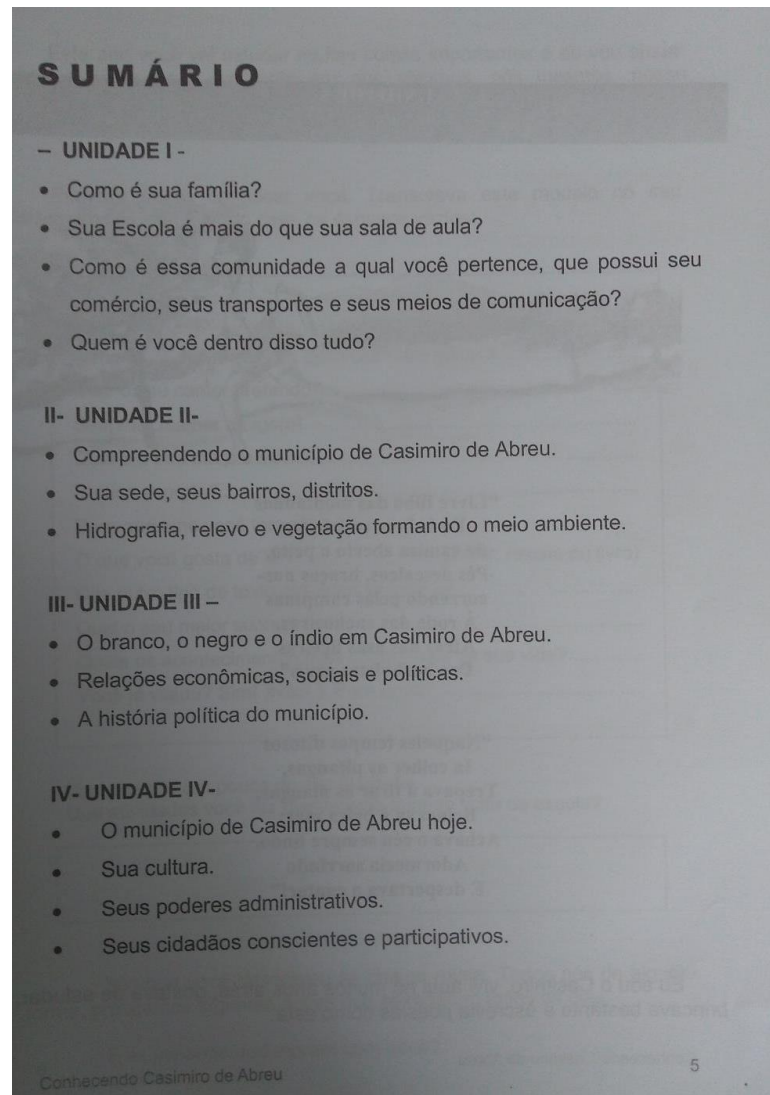 SUMÁRIO
– UNIDADE I -
• Como é sua família?
• Sua Escola é mais do que sua sala de aula?
• Como é essa comunidade a qual você pertence, que possui seu
comércio, seus transportes e seus meios de comunicação?
• Quem é você dentro disso tudo?
II- UNIDADE II-
• Compreendendo o município de Casimiro de Abreu.
• Sua sede, seus bairros, distritos.
• Hidrografia, relevo e vegetação formando o meio ambiente.
III- UNIDADE III –
• O branco, o negro e o índio em Casimiro de Abreu.
• Relações econômicas, sociais e políticas.
• A história política do município.
IV- UNIDADE IV-
• O município de Casimiro de Abreu hoje.
• Sua cultura.
• Seus poderes administrativos.
• Seus cidadãos conscientes e participativos.
Conhecendo Casimiro de Abreu
5